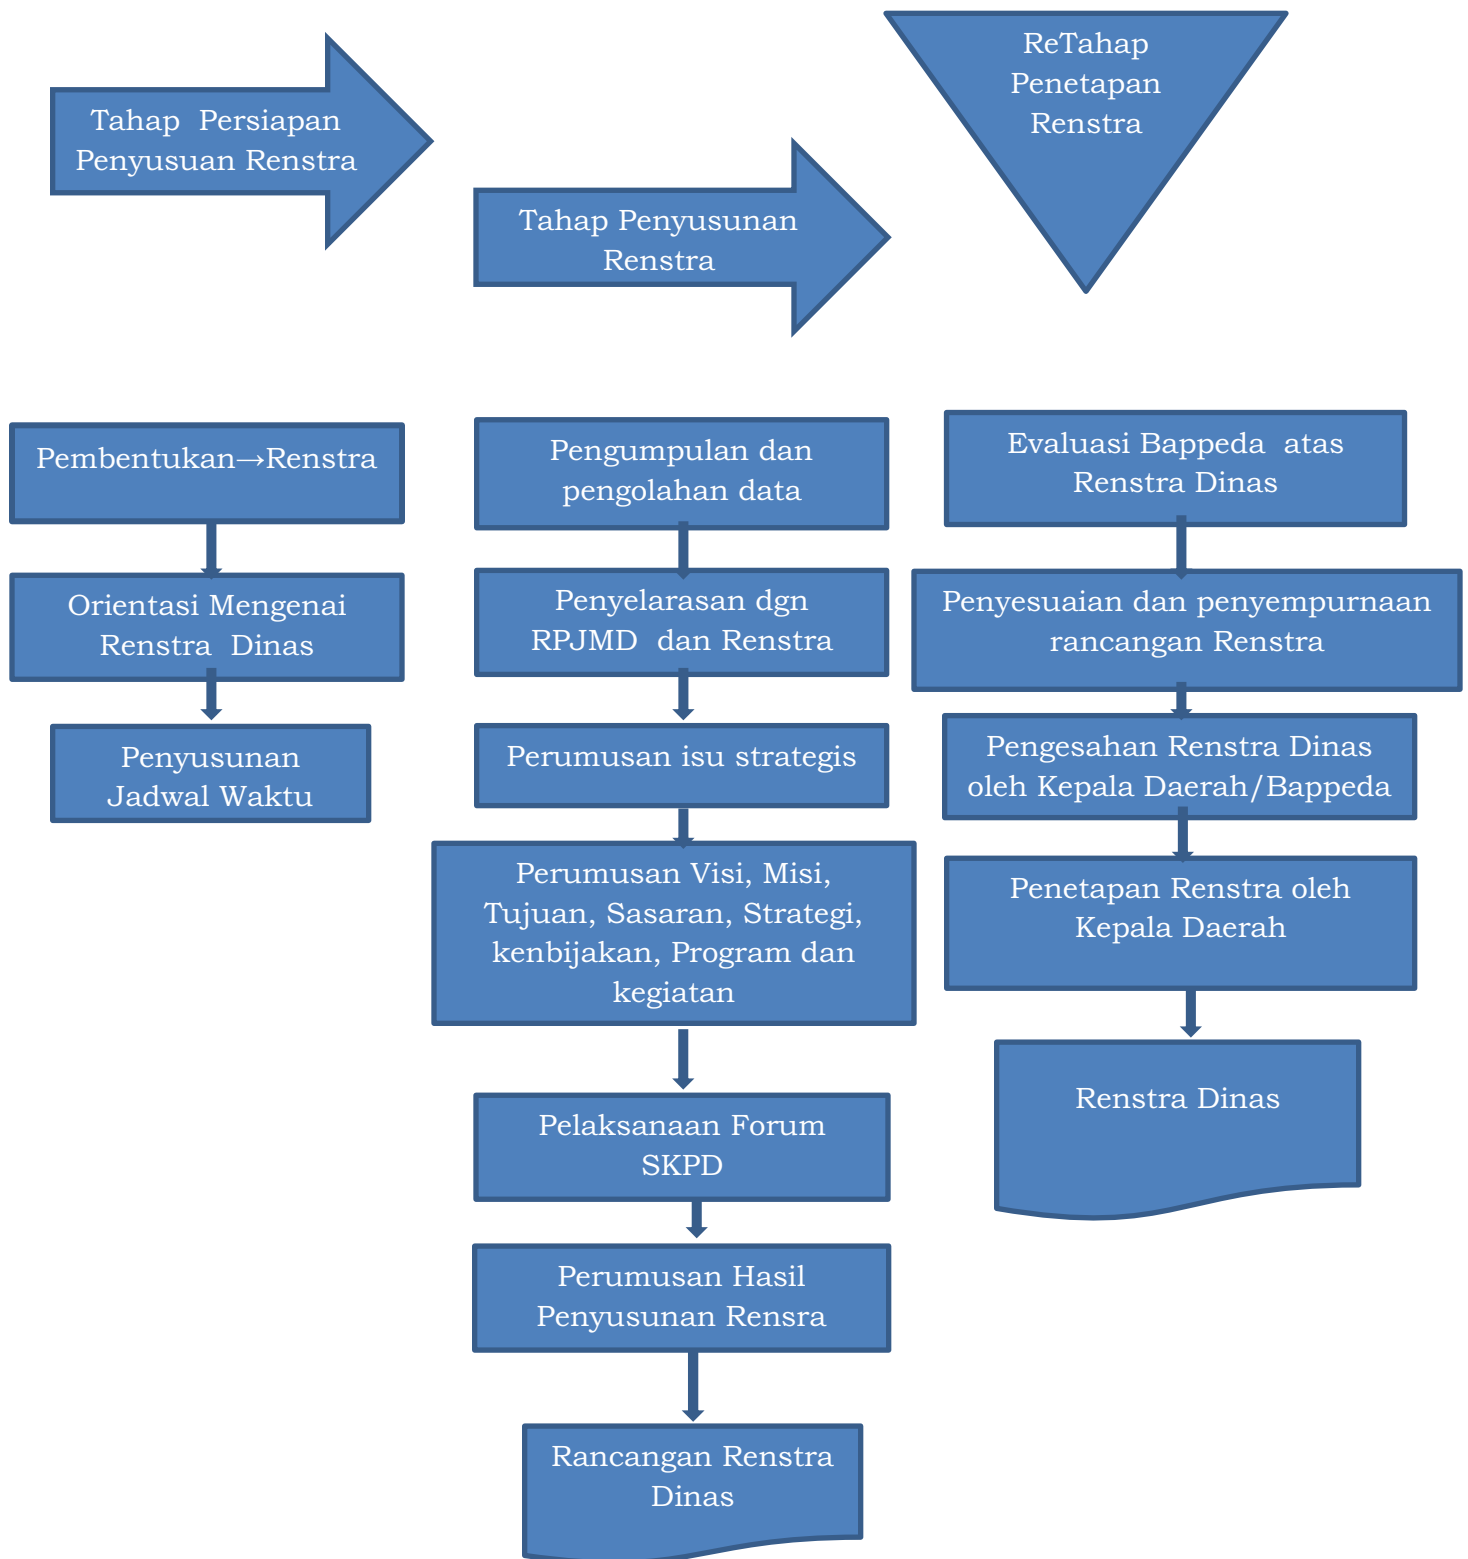 Tahap  Persiapan
Penyusuan Renstra
Tahap Penyusunan
Renstra
ReTahap
Penetapan
Renstra
Pembentukan→Renstra
Orientasi Mengenai
Renstra  Dinas
Penyusunan
Jadwal Waktu
Pengumpulan dan
pengolahan data
Penyelarasan dgn
RPJMD  dan Renstra
Perumusan isu strategis
Perumusan Visi, Misi,
Tujuan, Sasaran, Strategi,
kenbijakan, Program dan
kegiatan
Pelaksanaan Forum
SKPD
Perumusan Hasil
Penyusunan Rensra
Rancangan Renstra
Dinas
Evaluasi Bappeda  atas
Renstra Dinas
Penyesuaian dan penyempurnaan
rancangan Renstra
Pengesahan Renstra Dinas
oleh Kepala Daerah/Bappeda
Penetapan Renstra oleh
Kepala Daerah
Renstra Dinas